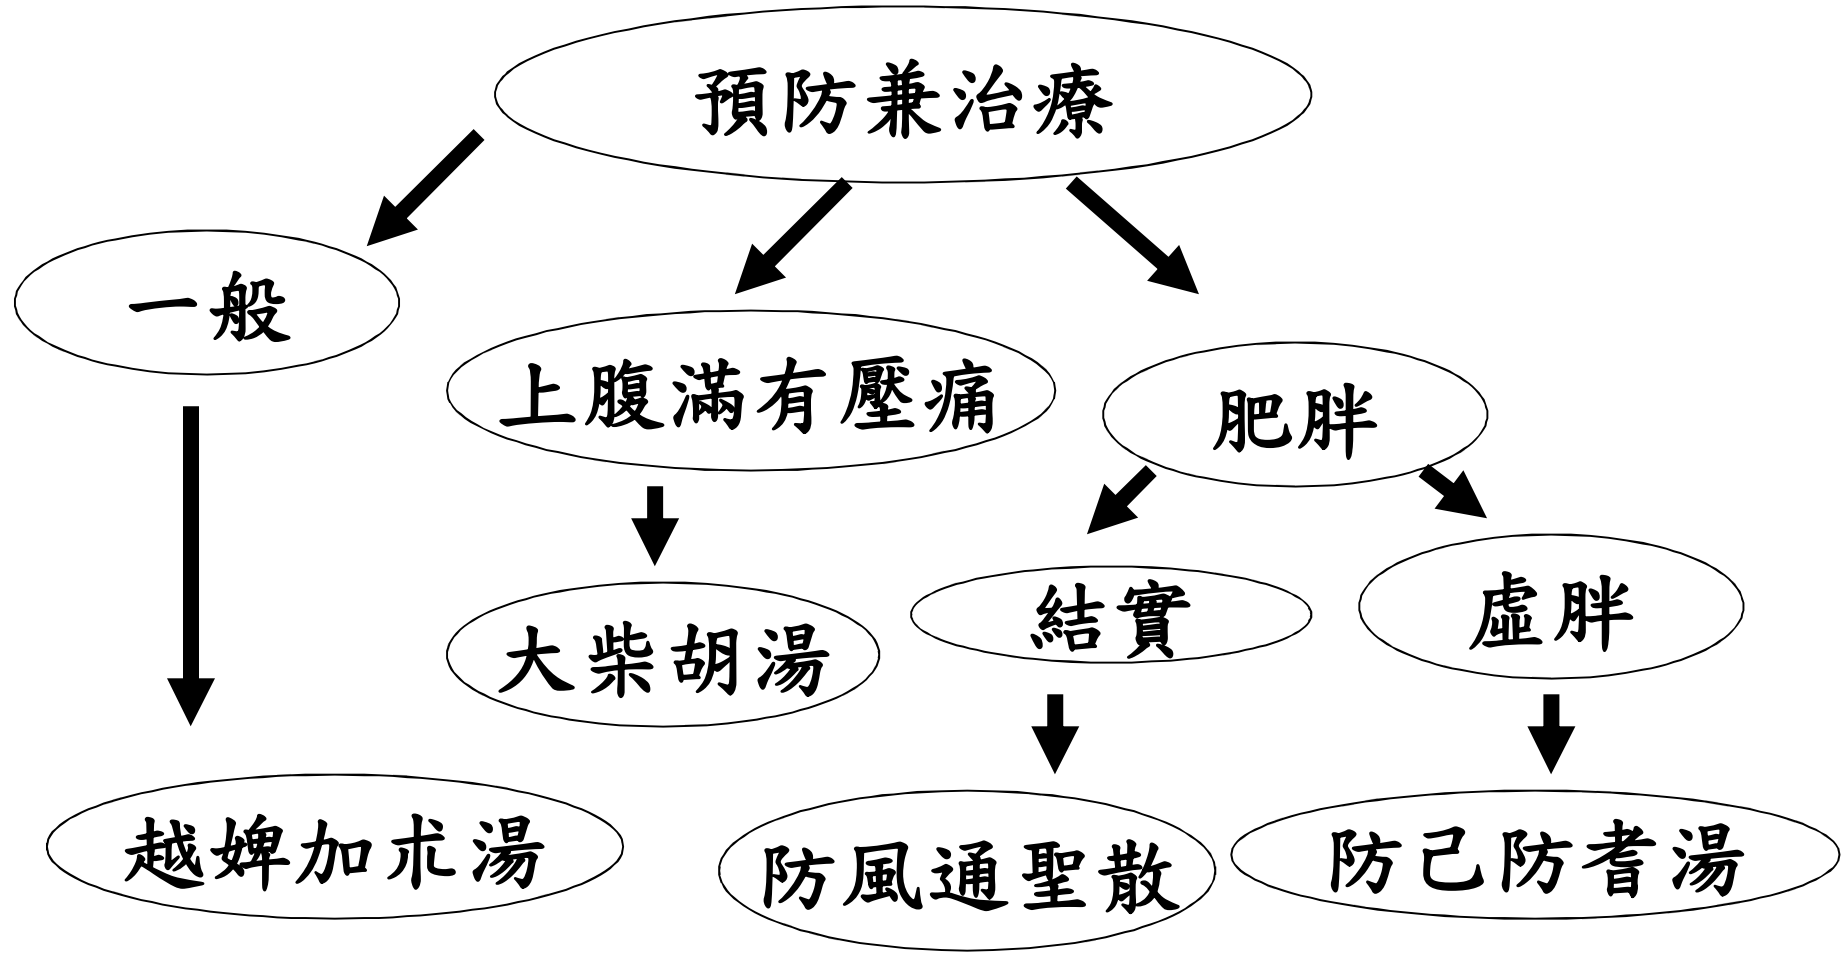 預防兼治療
一般
上腹滿有壓痛
肥胖
結實
虛胖
大柴胡湯
越婢加朮湯
防風通聖散
防己防耆湯